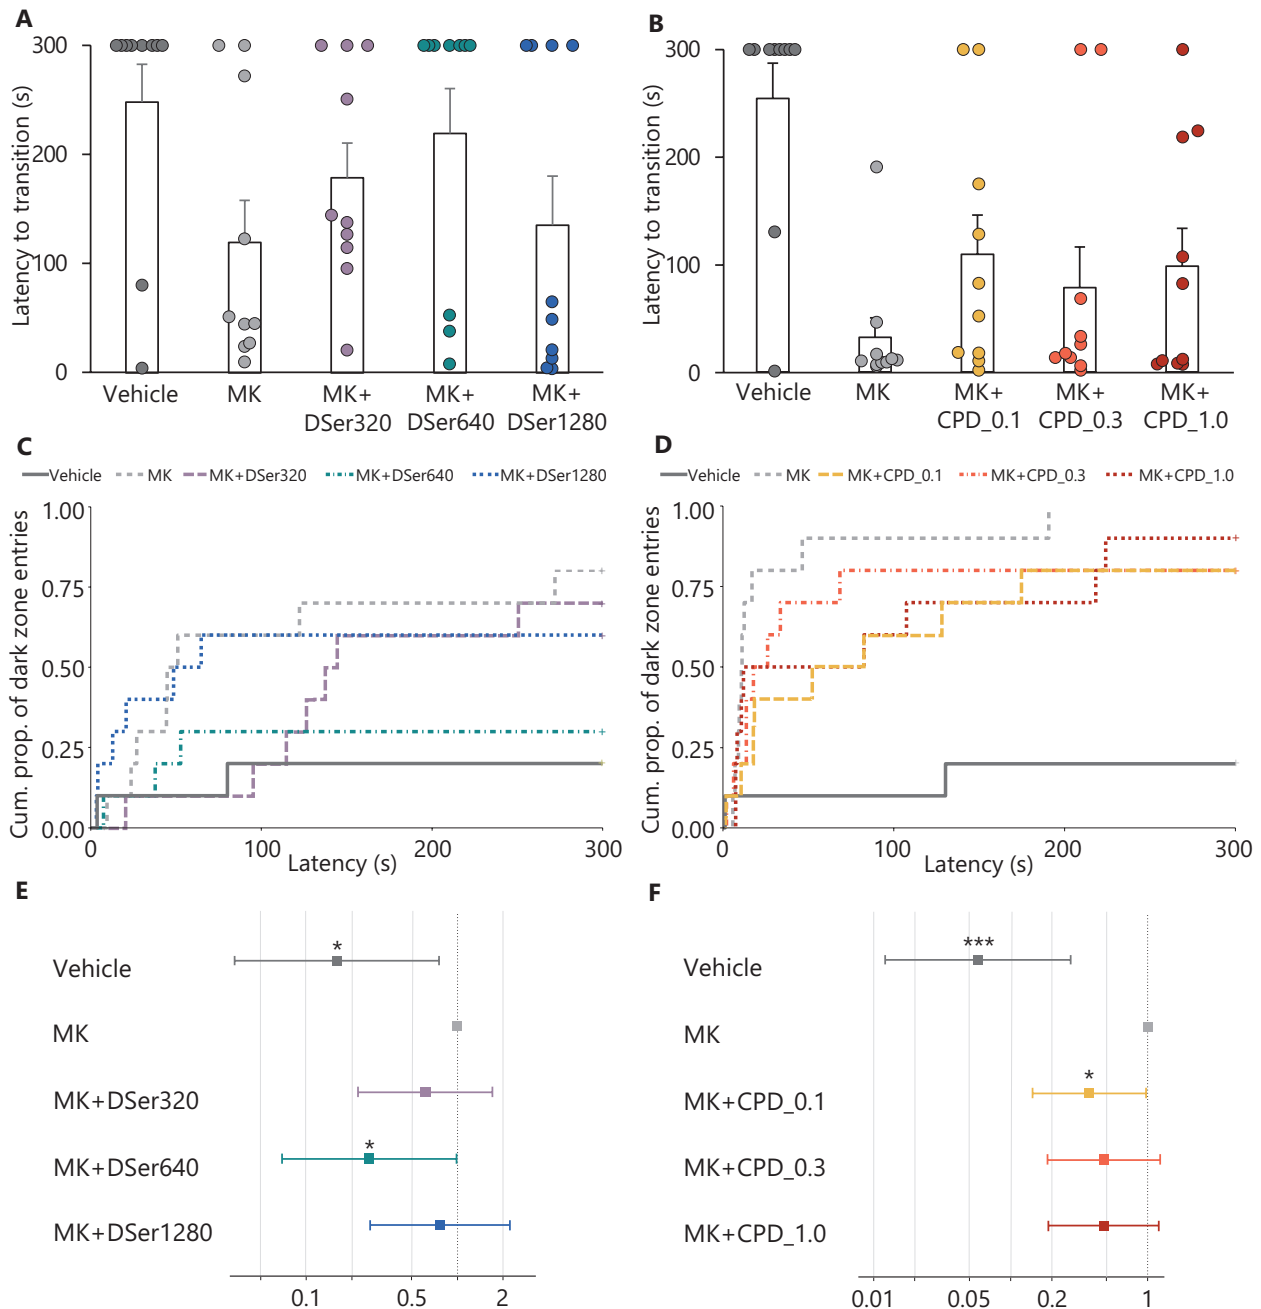 A
Latency to transition (s)
300
200
100
0
Vehicle MK MK+ MK+ MK+
DSer320 DSer640 DSer1280
B
Latency to transition (s)
300
200
100
0
Vehicle MK MK+ MK+ MK+
CPD_0.1 CPD_0.3 CPD_1.0
C
Vehicle MK MK+DSer320 MK+DSer640 MK+DSer1280
Cum. prop. of dark zone entries
1.00
0.75
0.50
0.25
0.00
0 100 200 300
Latency (s)
D
Vehicle MK MK+CPD_0.1 MK+CPD_0.3 MK+CPD_1.0
Cum. prop. of dark zone entries
1.00
0.75
0.50
0.25
0.00
0 100 200 300
Latency (s)
E
*
Vehicle
MK
MK+DSer320
*
MK+DSer640
MK+DSer1280
0.1 0.5 2
F
***
Vehicle
MK
*
MK+CPD_0.1
MK+CPD_0.3
MK+CPD_1.0
0.01 0.05 0.2 1